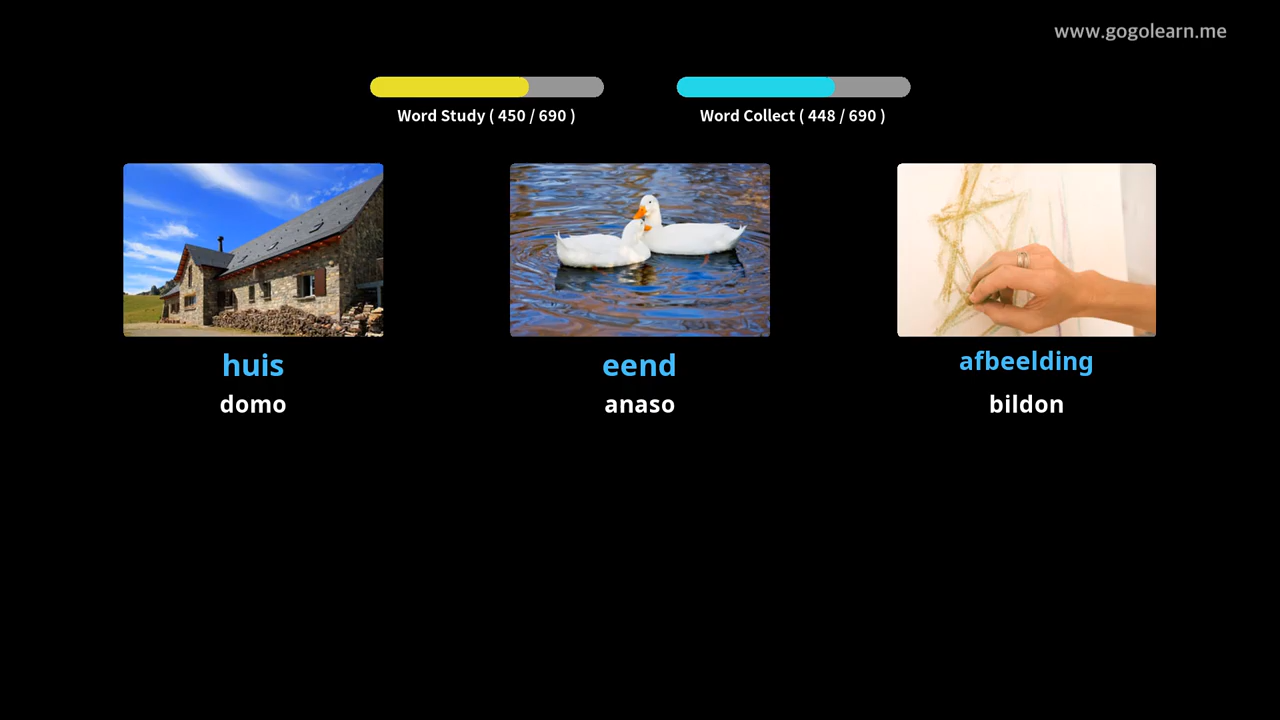 www.gogolearn.me
Word Study ( 450 / 690 )
Word Collect ( 448 / 690 )
huis
domo
eend
anaso
afbeelding
bildon